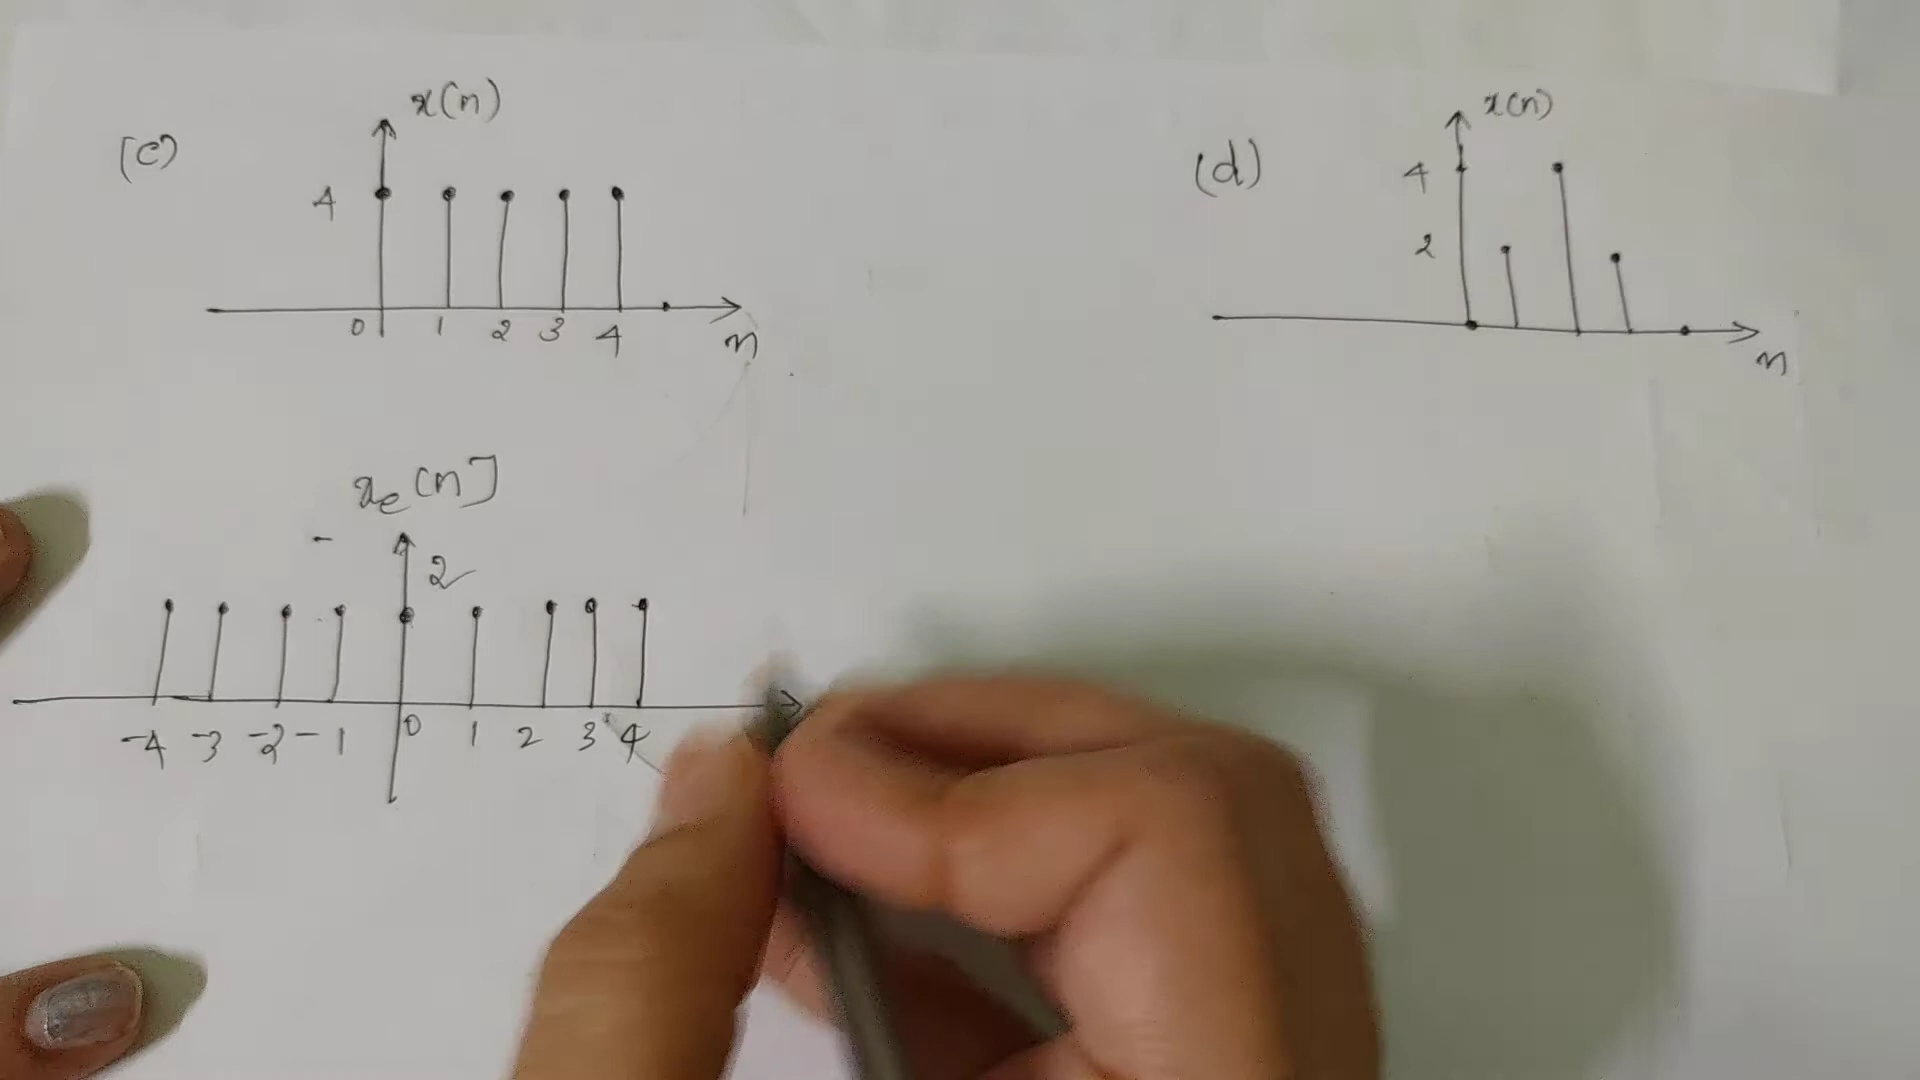 (c)
x(n)
4
0 1 2 3 4
n
(d)
x(n)
4
2
n
xe[n]
-
2
-4 -3 -2 -1 0 1 2 3 4